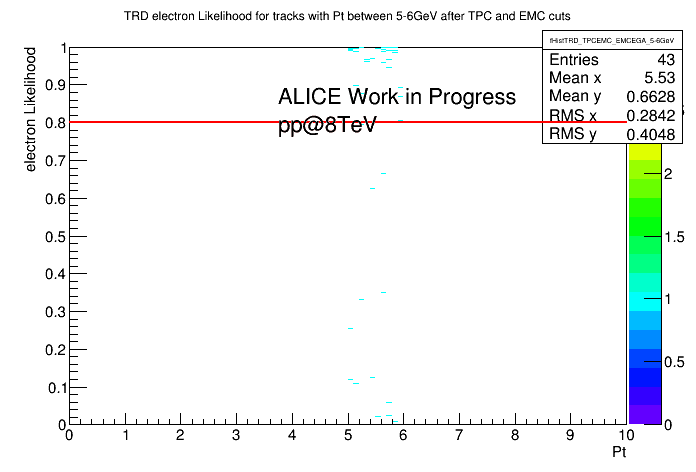 TRD electron Likelihood for tracks with Pt between 5-6GeV after TPC and EMC cuts
fHistTRD_TPCEMC_EMCEGA_5-6GeV
Entries 43
Mean x 5.53
Mean y 0.6628
RMS x 0.2842
RMS y 0.4048
electron Likelihood
1
0.9
0.8
0.7
0.6
0.5
0.4
0.3
0.2
0.1
0
ALICE Work in Progress
pp@8TeV
2
1.5
1
0.5
0
0 1 2 3 4 5 6 7 8 9 10
Pt